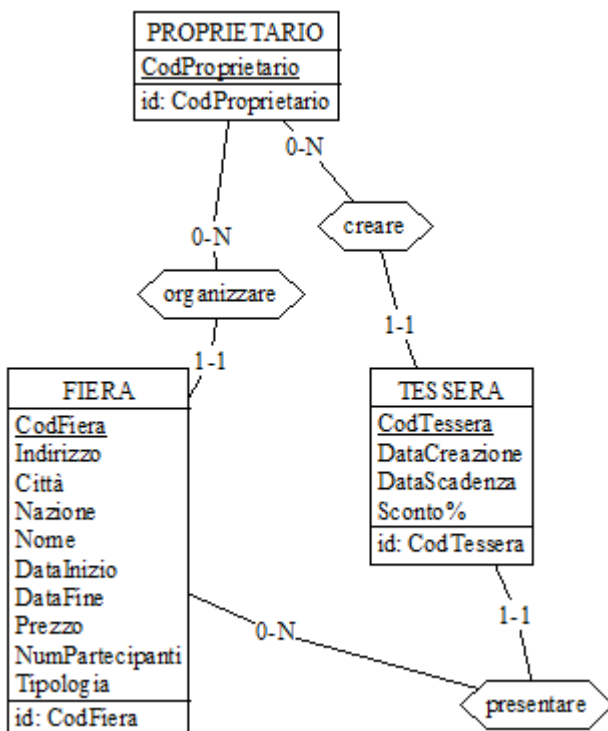 PROPRIETARIO
CodProprietario
id: CodProprietario
0-N
creare
0-N
organizzare
1-1
1-1
FIERA
CodFiera
Indirizzo
Città
Nazione
Nome
DataInizio
DataFine
Prezzo
NumPartecipanti
Tipologia
id: CodFiera
TESSERA
CodTessera
DataCreazione
DataScadenza
Sconto%
id: CodTessera
1-1
0-N
presentare